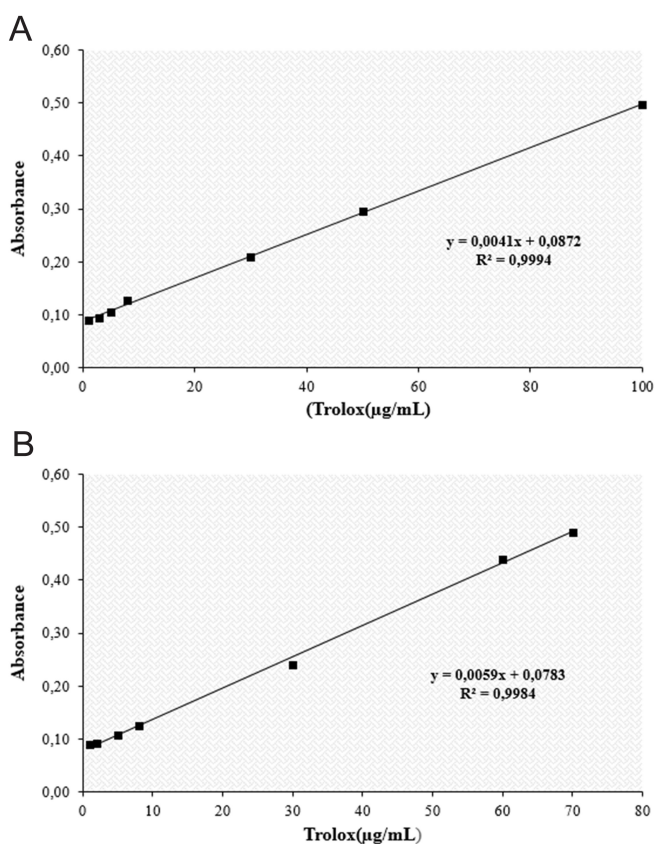 A
0,60
0,50
0,40
0,30
0,20
0,10
0,00
Absorbance
y = 0,0041x + 0,0872
R² = 0,9994
0 20 40 60 80 100
(Trolox(µg/mL)
B
0,60
0,50
0,40
0,30
0,20
0,10
0,00
Absorbance
y = 0,0059x + 0,0783
R² = 0,9984
0 10 20 30 40 50 60 70 80
Trolox(µg/mL)